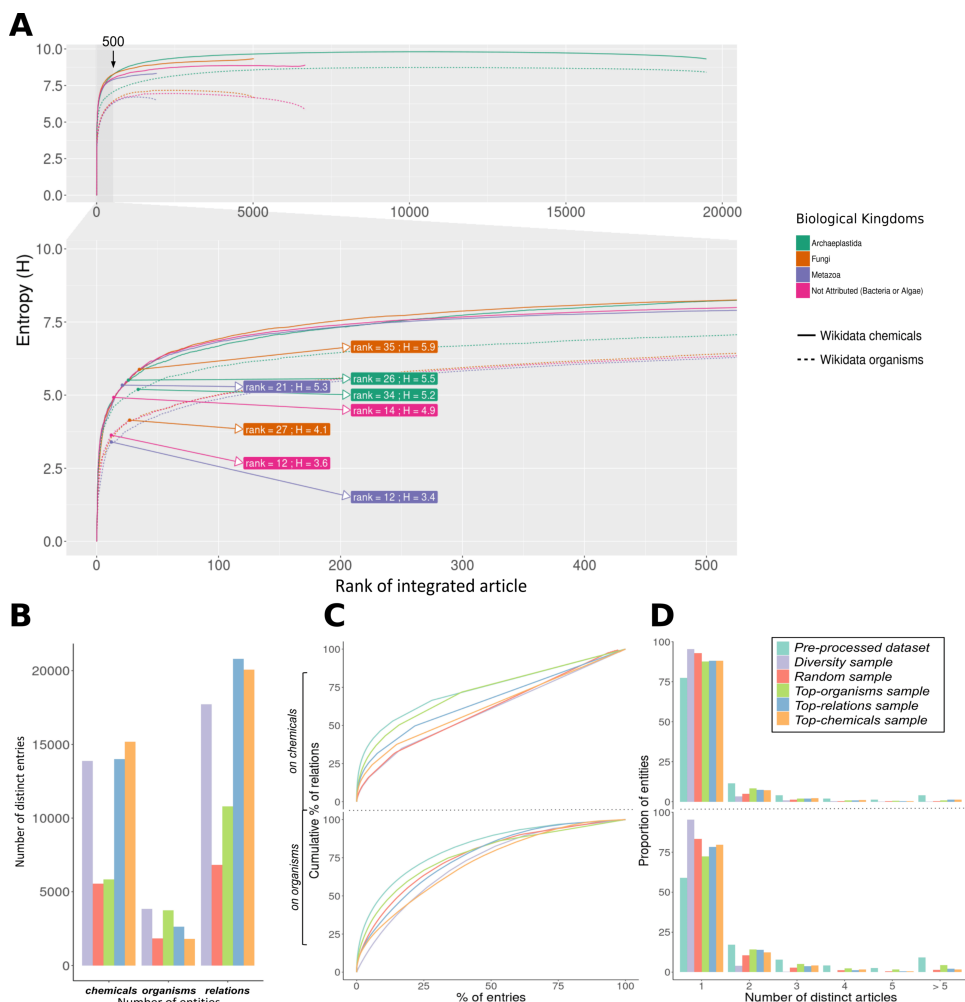 A
500
10.0
7.5
5.0
2.5
0.0
0 5000 10000 15000 20000
Entropy (H)
10.0
7.5
5.0
2.5
0.0
rank = 35 ; H = 5.9
rank = 26 ; H = 5.5
rank = 21 ; H = 5.3
rank = 34 ; H = 5.2
rank = 14 ; H = 4.9
rank = 27 ; H = 4.1
rank = 12 ; H = 3.6
rank = 12 ; H = 3.4
0 100 200 300 400 500
Rank of integrated article
Biological Kingdoms
Archaeplastida
Fungi
Metazoa
Not Attributed (Bacteria or Algae)
Wikidata chemicals
Wikidata organisms
B
Number of distinct entries
20000
15000
10000
5000
0
chemicals organisms relations
Number of entities
C
on chemicals
on organisms
Cumulative % of relations
100
75
50
25
0
100
75
50
25
0
0 25 50 75 100
% of entries
D
Proportion of entities
100
75
50
25
0
100
75
50
25
0
Pre-processed dataset
Diversity sample
Random sample
Top-organisms sample
Top-relations sample
Top-chemicals sample
1 2 3 4 5 > 5
Number of distinct articles